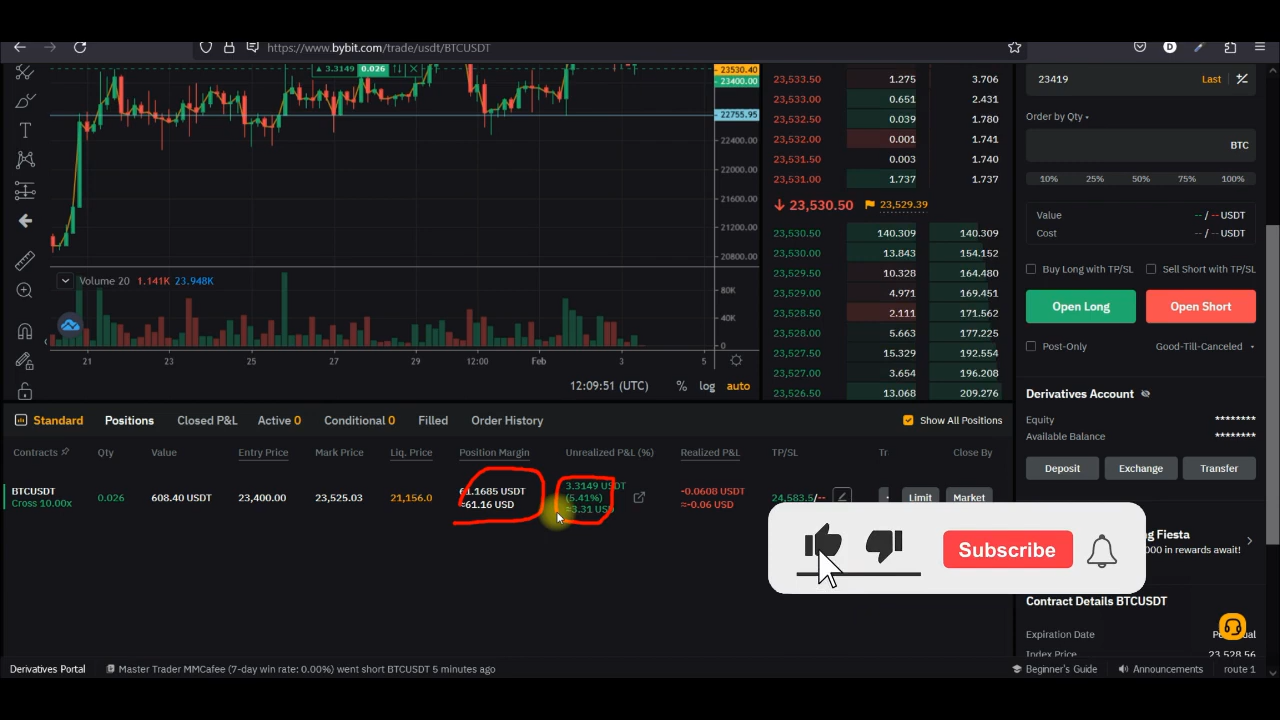 https://www.bybit.com/trade/usdt/BTCUSDT
D
3.3149 0.026
23530.40
23400.00
22755.95
22400.00
22000.00
21600.00
21200.00
20800.00
Volume 20 1.141K 23.948K
80K
40K
0
21 23 25 27 29 12:00 Feb 3 5
12:09:51 (UTC) % log auto
23,533.50 1.275 3.706
23,533.00 0.651 2.431
23,532.50 0.039 1.780
23,532.00 0.001 1.741
23,531.50 0.003 1.740
23,531.00 1.737 1.737
23,530.50 23,529.39
23,530.50 140.309 140.309
23,530.00 13.843 154.152
23,529.50 10.328 164.480
23,529.00 4.971 169.451
23,528.50 2.111 171.562
23,528.00 5.663 177.225
23,527.50 15.329 192.554
23,527.00 3.654 196.208
23,526.50 13.068 209.276
23419 Last
Order by Qty
BTC
10% 25% 50% 75% 100%
Value -- / -- USDT
Cost -- / -- USDT
Buy Long with TP/SL Sell Short with TP/SL
Open Long Open Short
Post-Only Good-Till-Canceled
Derivatives Account
Equity ********
Available Balance ********
Deposit Exchange Transfer
Standard Positions Closed P&L Active 0 Conditional 0 Filled Order History Show All Positions
Contracts Qty Value Entry Price Mark Price Liq. Price Position Margin Unrealized P&L (%) Realized P&L TP/SL Tr Close By
BTCUSDT 0.026 608.40 USDT 23,400.00 23,525.03 21,156.0 61.1685 USDT 3.3149 USDT -0.0608 USDT 24,583.5/-- Limit Market
Cross 10.00x ≈61.16 USD (5.41%) ≈-0.06 USD
≈3.31 USD
Subscribe
g Fiesta
000 in rewards await!
Contract Details BTCUSDT
Expiration Date
Index Price 23,528.56
Derivatives Portal Master Trader MMCafee (7-day win rate: 0.00%) went short BTCUSDT 5 minutes ago Beginner's Guide Announcements route 1